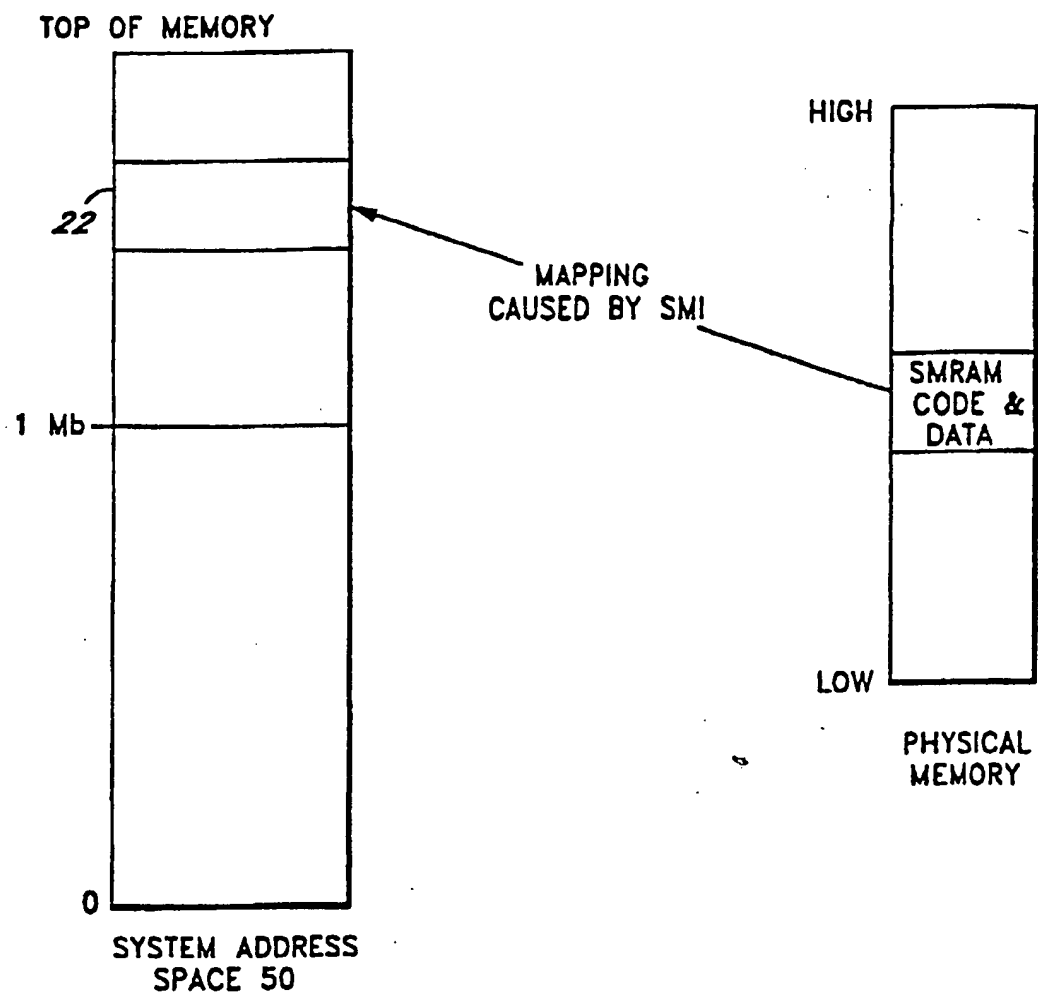 TOP OF MEMORY
HIGH
22
MAPPING
CAUSED BY SMI
SMRAM
CODE &
DATA
1 Mb
LOW
PHYSICAL
MEMORY
0
SYSTEM ADDRESS
SPACE 50